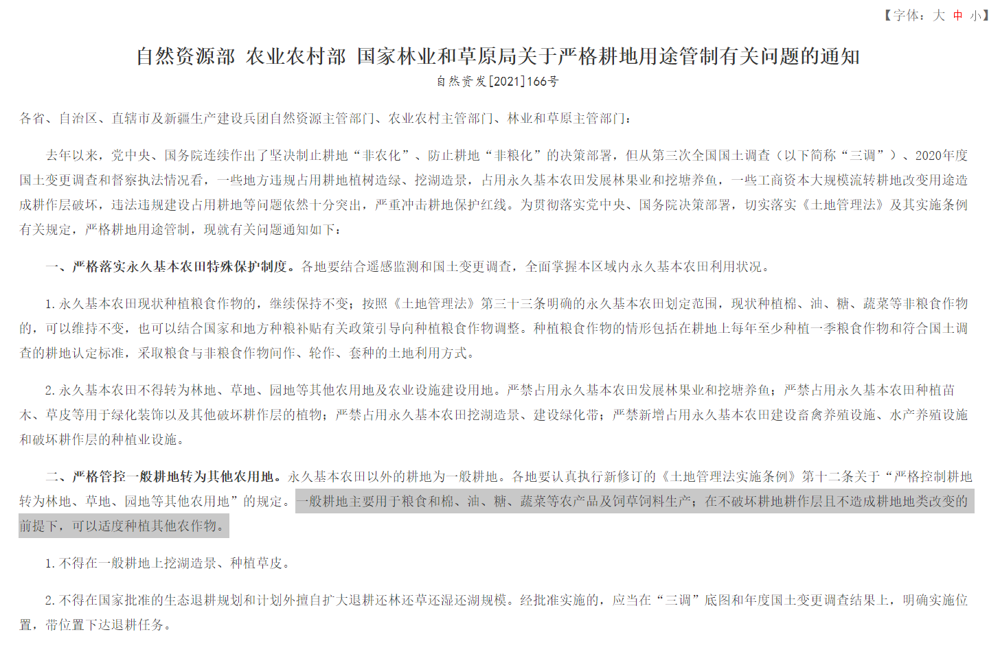 【字体：大 中 小】
自然资源部 农业农村部 国家林业和草原局关于严格耕地用途管制有关问题的通知
自然资发[2021]166号
各省、自治区、直辖市及新疆生产建设兵团自然资源主管部门、农业农村主管部门、林业和草原主管部门：
去年以来，党中央、国务院连续作出了坚决制止耕地“非农化”、防止耕地“非粮化”的决策部署，但从第三次全国国土调查（以下简称“三调”）、2020年度
国土变更调查和督察执法情况看，一些地方违规占用耕地植树造绿、挖湖造景，占用永久基本农田发展林果业和挖塘养鱼，一些工商资本大规模流转耕地改变用途造
成耕作层破坏，违法违规建设占用耕地等问题依然十分突出，严重冲击耕地保护红线。为贯彻落实党中央、国务院决策部署，切实落实《土地管理法》及其实施条例
有关规定，严格耕地用途管制，现就有关问题通知如下：
一、严格落实永久基本农田特殊保护制度。各地要结合遥感监测和国土变更调查，全面掌握本区域内永久基本农田利用状况。
1.永久基本农田现状种植粮食作物的，继续保持不变；按照《土地管理法》第三十三条明确的永久基本农田划定范围，现状种植棉、油、糖、蔬菜等非粮食作物
的，可以维持不变，也可以结合国家和地方种粮补贴有关政策引导向种植粮食作物调整。种植粮食作物的情形包括在耕地上每年至少种植一季粮食作物和符合国土调
查的耕地认定标准，采取粮食与非粮食作物间作、轮作、套种的土地利用方式。
2.永久基本农田不得转为林地、草地、园地等其他农用地及农业设施建设用地。严禁占用永久基本农田发展林果业和挖塘养鱼；严禁占用永久基本农田种植苗
木、草皮等用于绿化装饰以及其他破坏耕作层的植物；严禁占用永久基本农田挖湖造景、建设绿化带；严禁新增占用永久基本农田建设畜禽养殖设施、水产养殖设施
和破坏耕作层的种植业设施。
二、严格管控一般耕地转为其他农用地。永久基本农田以外的耕地为一般耕地。各地要认真执行新修订的《土地管理法实施条例》第十二条关于“严格控制耕地
转为林地、草地、园地等其他农用地”的规定。一般耕地主要用于粮食和棉、油、糖、蔬菜等农产品及饲草饲料生产；在不破坏耕地耕作层且不造成耕地地类改变的
前提下，可以适度种植其他农作物。
1.不得在一般耕地上挖湖造景、种植草皮。
2.不得在国家批准的生态退耕规划和计划外擅自扩大退耕还林还草还湿还湖规模。经批准实施的，应当在“三调”底图和年度国土变更调查结果上，明确实施位
置，带位置下达退耕任务。